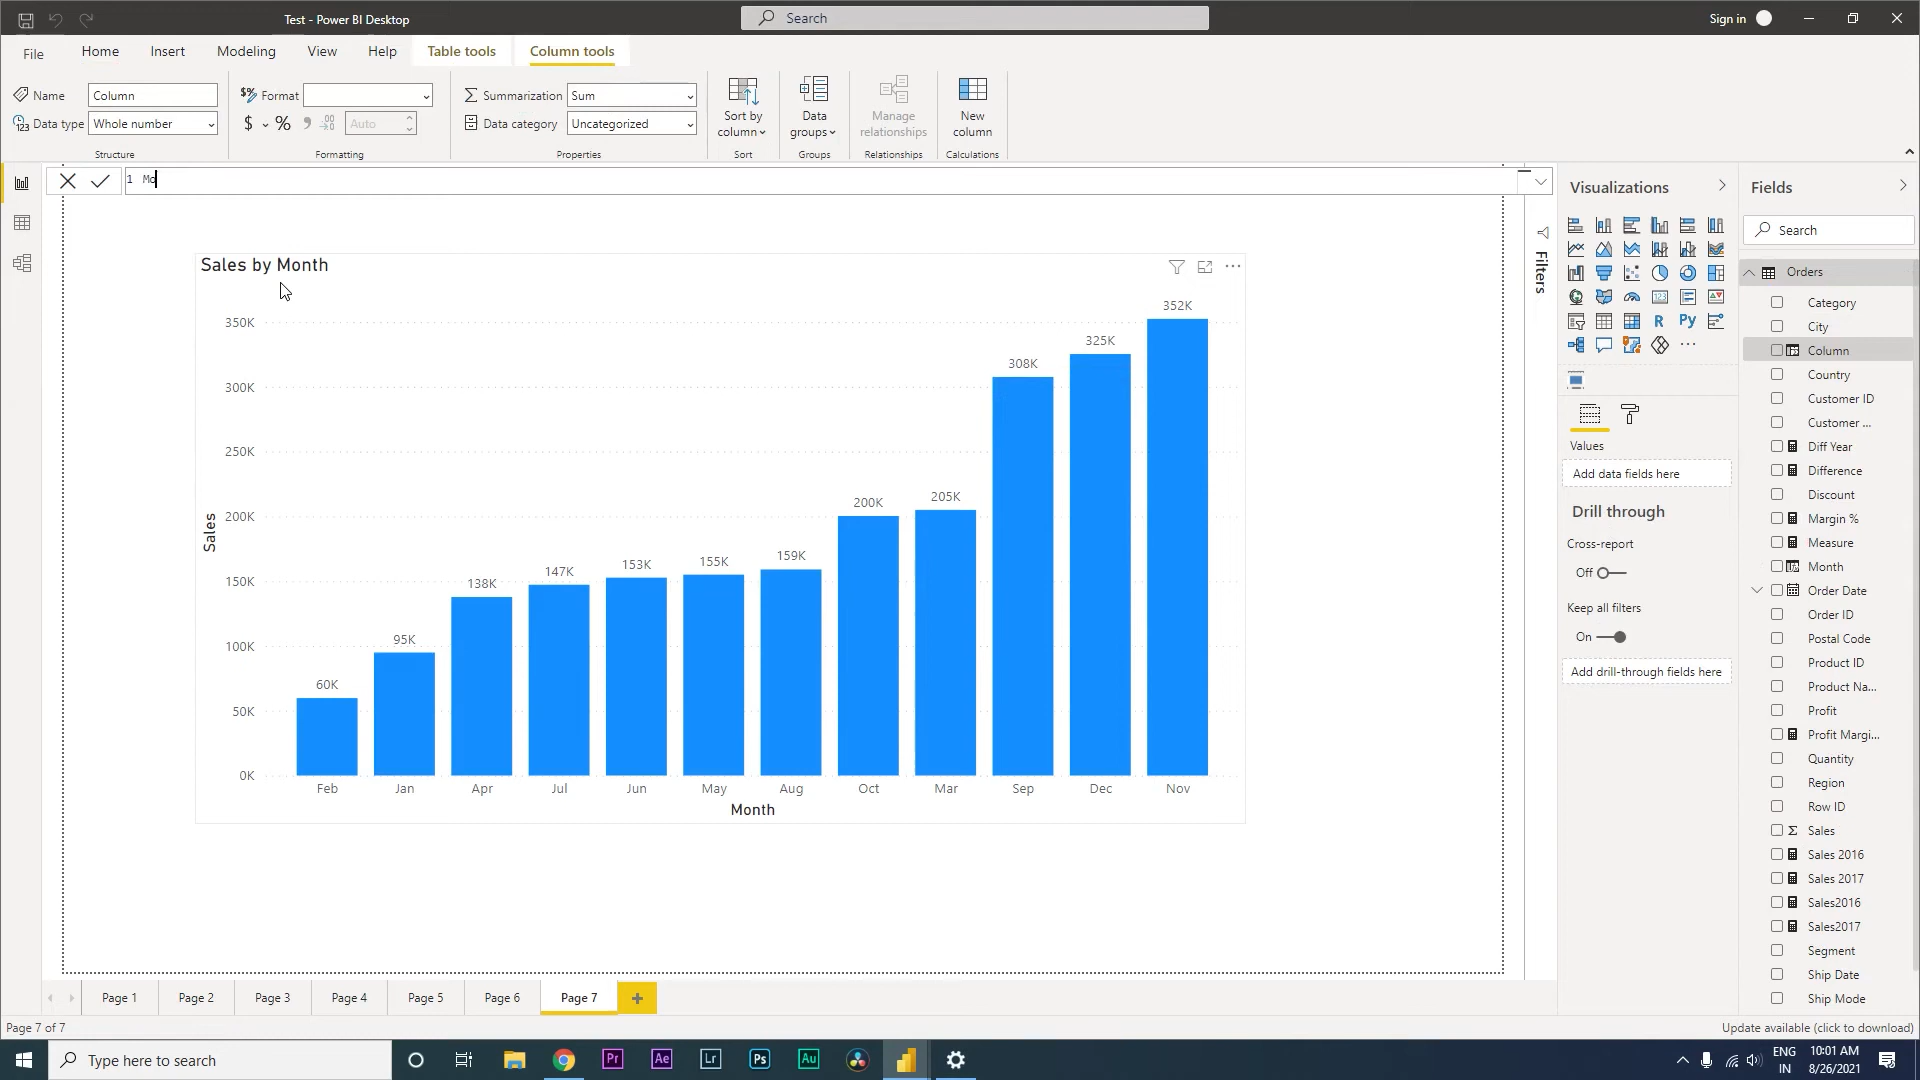 Test - Power BI Desktop
Search
Sign in
File
Home
Insert
Modeling
View
Help
Table tools
Column tools
Name
Column
Format
Summarization
Sum
Sort by column
Data groups
Manage relationships
New column
Data type
Whole number
$
%
Auto
Data category
Uncategorized
Structure
Formatting
Properties
Sort
Groups
Relationships
Calculations
1 Mo
Sales by Month
350K
300K
250K
200K
150K
100K
50K
0K
Sales
60K
95K
138K
147K
153K
155K
159K
200K
205K
308K
325K
352K
Feb
Jan
Apr
Jul
Jun
May
Aug
Oct
Mar
Sep
Dec
Nov
Month
Filters
Visualizations
R
Py
123
Values
Add data fields here
Drill through
Cross-report
Off
Keep all filters
On
Add drill-through fields here
Fields
Search
Orders
Category
City
Column
Country
Customer ID
Customer ...
Diff Year
Difference
Discount
Margin %
Measure
Month
Order Date
Order ID
Postal Code
Product ID
Product Na...
Profit
Profit Margi...
Quantity
Region
Row ID
Sales
Sales 2016
Sales 2017
Sales2016
Sales2017
Segment
Ship Date
Ship Mode
Page 1
Page 2
Page 3
Page 4
Page 5
Page 6
Page 7
Page 7 of 7
Update available (click to download)
Type here to search
Pr
Ae
Lr
Ps
Au
ENG
IN
10:01 AM
8/26/2021